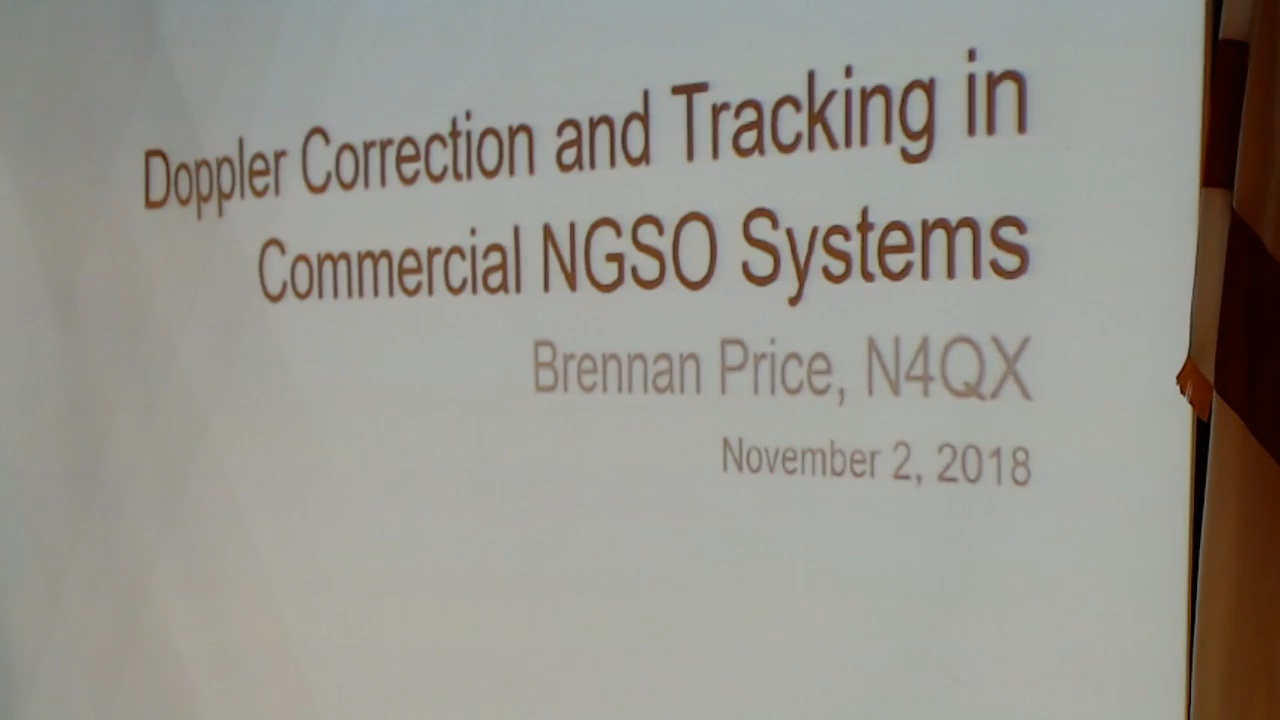 Doppler Correction and Tracking in
Commercial NGSO Systems
Brennan Price, N4QX
November 2, 2018